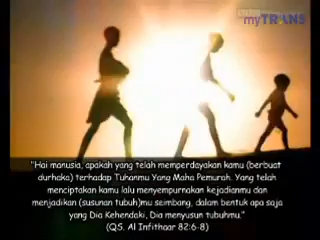 myTRANS
"Hai manusia, apakah yang telah memperdayakan kamu (berbuat
durhaka) terhadap Tuhanmu Yang Maha Pemurah. Yang telah
menciptakan kamu lalu menyempurnakan kejadianmu dan
menjadikan (susunan tubuh)mu seimbang, dalam bentuk apa saja
yang Dia Kehendaki, Dia menyusun tubuhmu."
(QS. Al Infithaar 82:6-8)